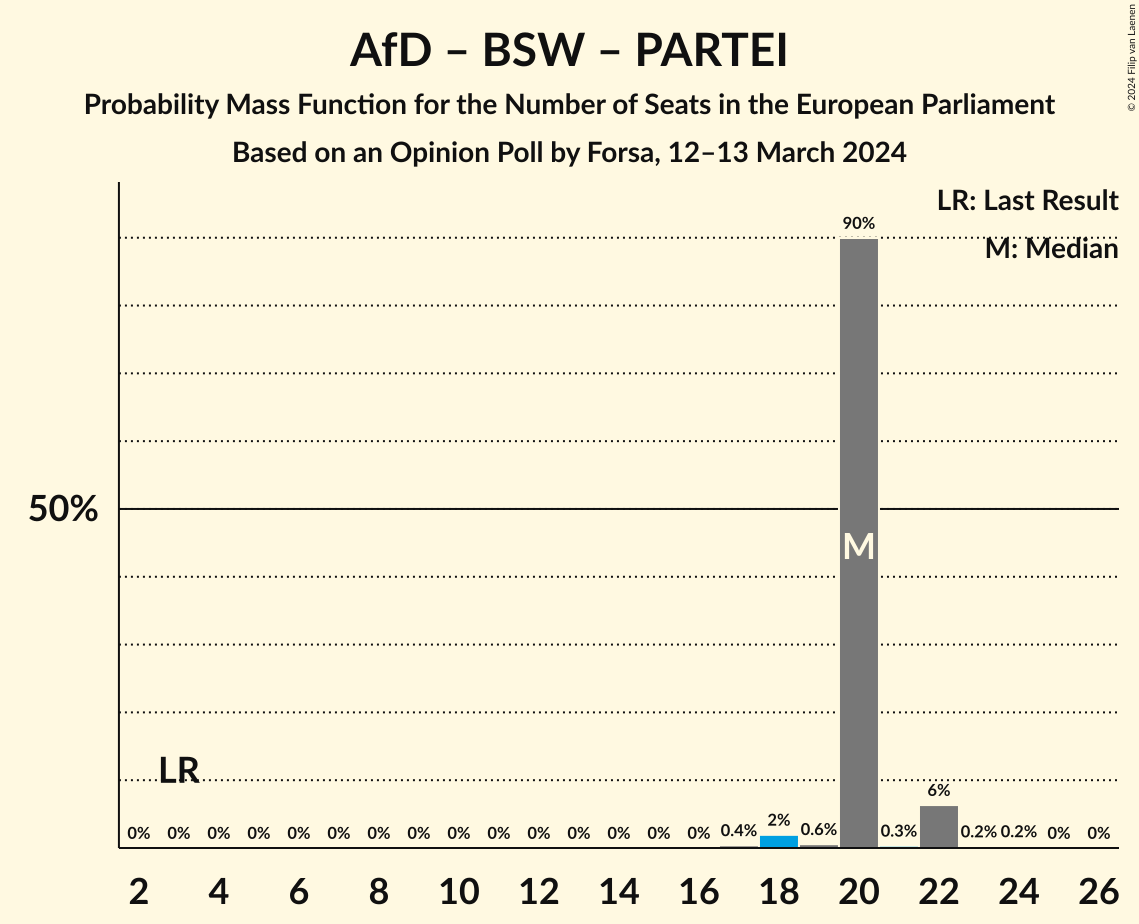 AfD – BSW – PARTEI
Probability Mass Function for the Number of Seats in the European Parliament
Based on an Opinion Poll by Forsa, 12–13 March 2024
© 2024 Filip van Laenen
LR: Last Result
M: Median
90%
50%
M
LR
6%
0% 0% 0% 0% 0% 0% 0% 0% 0% 0% 0% 0% 0% 0% 0% 0.4% 2% 0.6% 0.3% 0.2% 0.2% 0% 0%
2 4 6 8 10 12 14 16 18 20 22 24 26